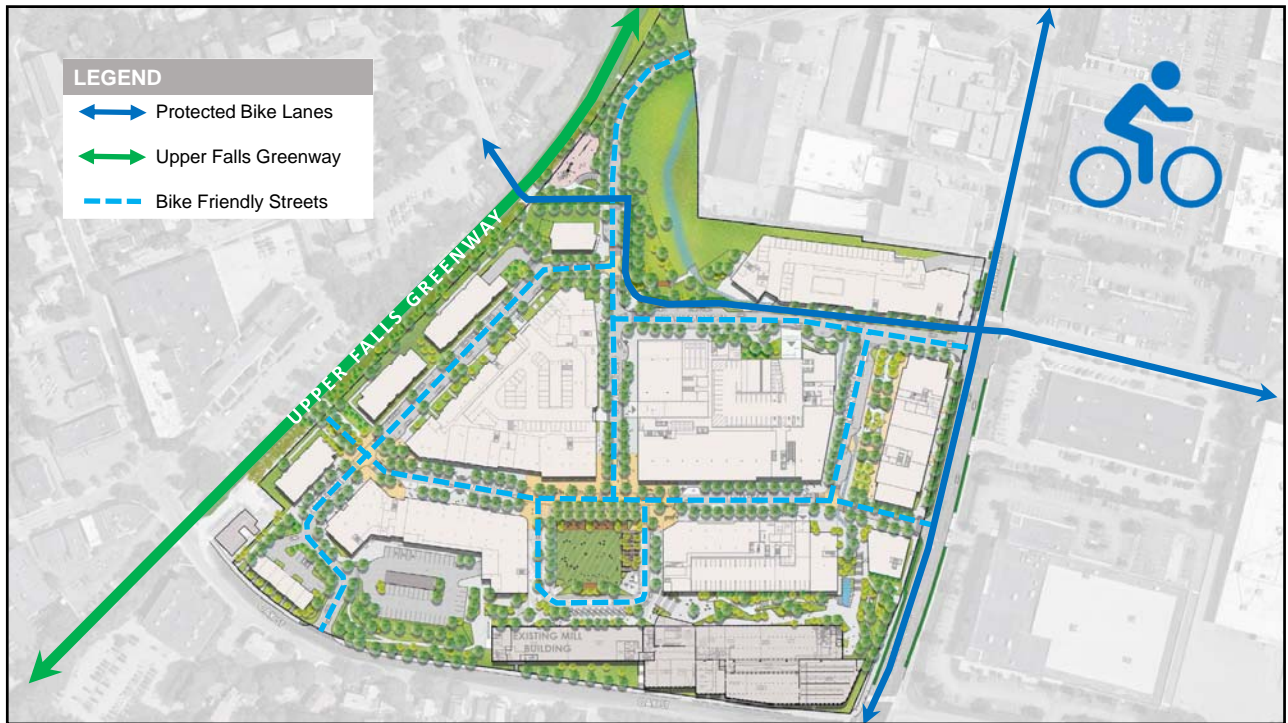 LEGEND
Protected Bike Lanes
Upper Falls Greenway
Bike Friendly Streets
UPPER FALLS GREENWAY
EXISTING MILL
BUILDING